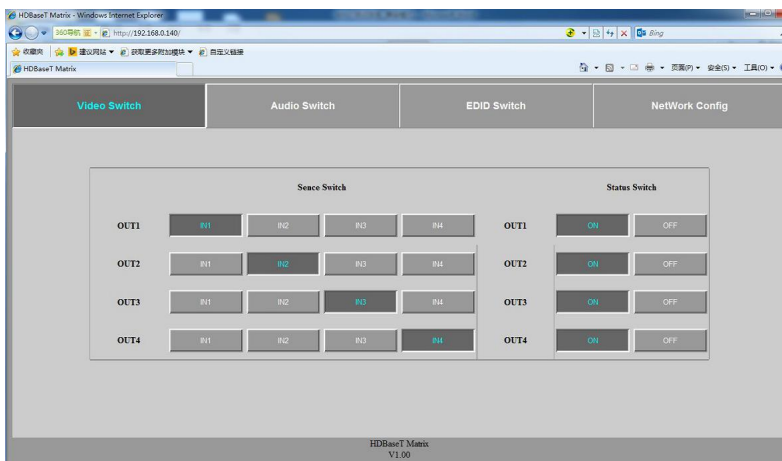 HDBaseT Matrix - Windows Internet Explorer
360导航 http://192.168.0.140/ Bing
收藏夹 建议网站 获取更多附加模块 自定义链接
HDBaseT Matrix 页面(P) 安全(S) 工具(O)
Video Switch Audio Switch EDID Switch NetWork Config
Sence Switch Status Switch
OUT1 IN1 IN2 IN3 IN4 OUT1 ON OFF
OUT2 IN1 IN2 IN3 IN4 OUT2 ON OFF
OUT3 IN1 IN2 IN3 IN4 OUT3 ON OFF
OUT4 IN1 IN2 IN3 IN4 OUT4 ON OFF
HDBaseT Matrix
V1.00